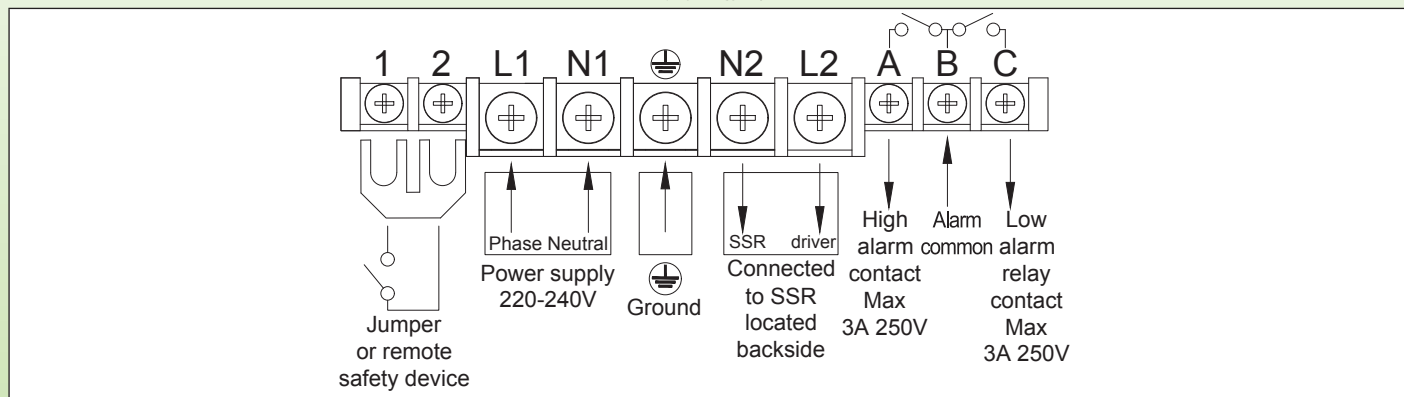 1 2 L1 N1 N2 L2 A B C
Phase Neutral
Power supply
220-240V
Ground
SSR driver
Connected
to SSR
located
backside
High
alarm
contact
Max
3A 250V
Alarm
common
Low
alarm
relay
contact
Max
3A 250V
Jumper
or remote
safety device